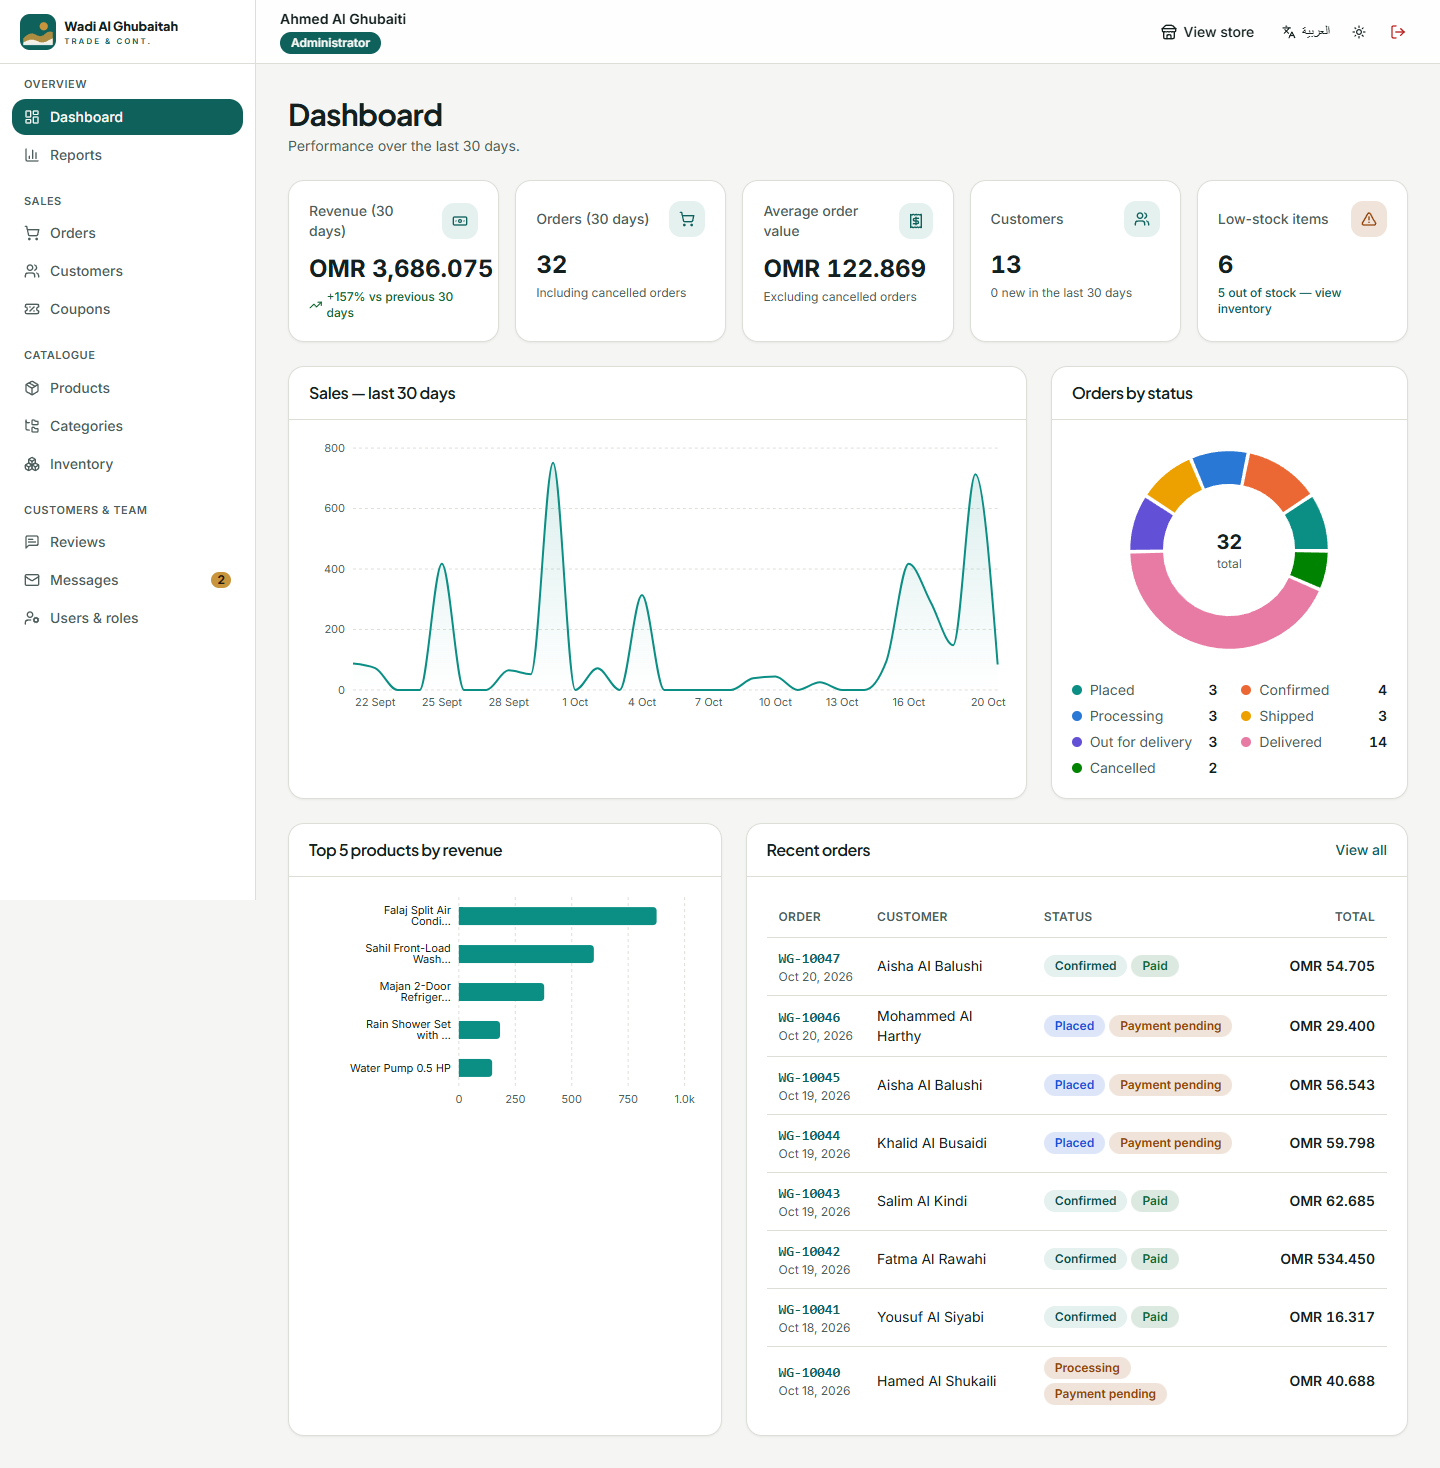 Wadi Al Ghubaitah
TRADE & CONT.
Ahmed Al Ghubaiti
Administrator
View store
العربية
OVERVIEW
Dashboard
Reports
SALES
Orders
Customers
Coupons
CATALOGUE
Products
Categories
Inventory
CUSTOMERS & TEAM
Reviews
Messages 2
Users & roles
Dashboard
Performance over the last 30 days.
Revenue (30
days)
OMR 3,686.075
+157% vs previous 30
days
Orders (30 days)
32
Including cancelled orders
Average order
value
OMR 122.869
Excluding cancelled orders
Customers
13
0 new in the last 30 days
Low-stock items
6
5 out of stock — view
inventory
Sales — last 30 days
800
600
400
200
0
22 Sept 25 Sept 28 Sept 1 Oct 4 Oct 7 Oct 10 Oct 13 Oct 16 Oct 20 Oct
Orders by status
32
total
Placed 3 Confirmed 4
Processing 3 Shipped 3
Out for delivery 3 Delivered 14
Cancelled 2
Top 5 products by revenue
Falaj Split Air
Condi...
Sahil Front-Load
Wash...
Majan 2-Door
Refriger...
Rain Shower Set
with ...
Water Pump 0.5 HP
0 250 500 750 1.0k
Recent orders View all
ORDER CUSTOMER STATUS TOTAL
WG-10047
Oct 20, 2026 Aisha Al Balushi Confirmed Paid OMR 54.705
WG-10046
Oct 20, 2026 Mohammed Al
Harthy Placed Payment pending OMR 29.400
WG-10045
Oct 19, 2026 Aisha Al Balushi Placed Payment pending OMR 56.543
WG-10044
Oct 19, 2026 Khalid Al Busaidi Placed Payment pending OMR 59.798
WG-10043
Oct 19, 2026 Salim Al Kindi Confirmed Paid OMR 62.685
WG-10042
Oct 19, 2026 Fatma Al Rawahi Confirmed Paid OMR 534.450
WG-10041
Oct 18, 2026 Yousuf Al Siyabi Confirmed Paid OMR 16.317
WG-10040
Oct 18, 2026 Hamed Al Shukaili Processing
Payment pending OMR 40.688